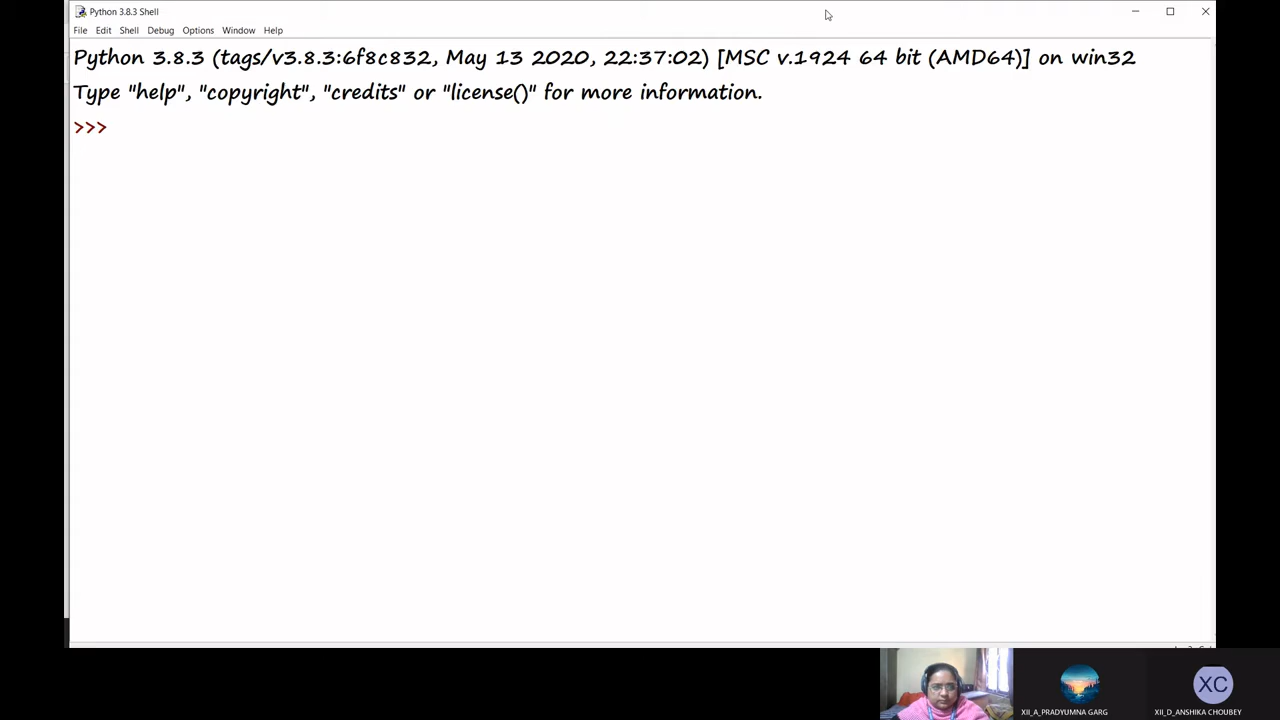 Python 3.8.3 Shell
File Edit Shell Debug Options Window Help
Python 3.8.3 (tags/v3.8.3:6f8c832, May 13 2020, 22:37:02) [MSC v.1924 64 bit (AMD64)] on win32
Type "help", "copyright", "credits" or "license()" for more information.
>>>
XC
XII_A_PRADYUMNA GARG
XII_D_ANSHIKA CHOUBEY